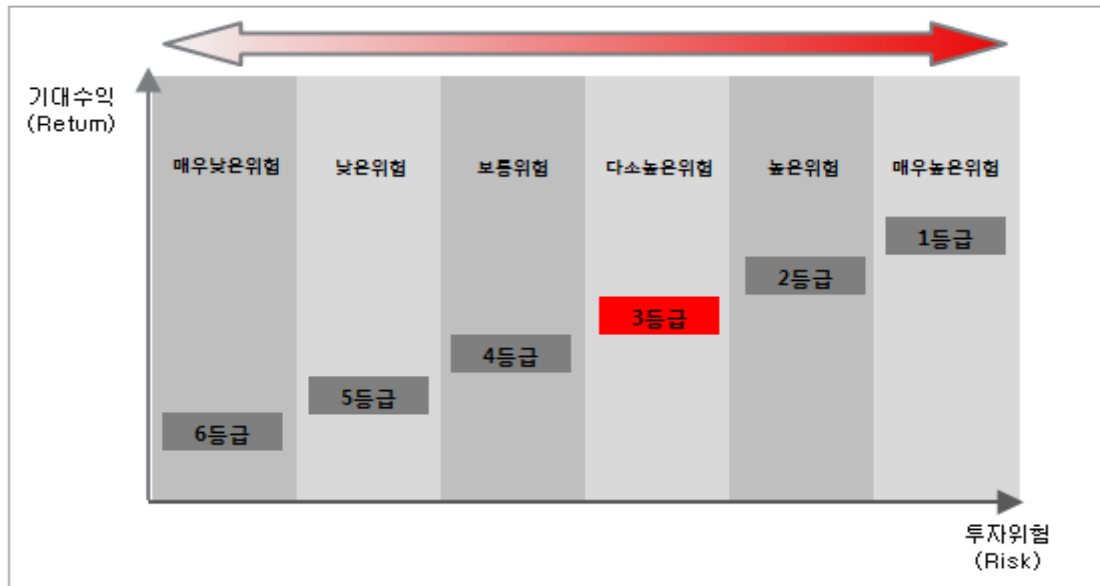 기대수익
(Retum)
매우낮은위험
낮은위험
보통위험
다소높은위험
높은위험
매우높은위험
1등급
2등급
3등급
4등급
5등급
6등급
투자위험
(Risk)